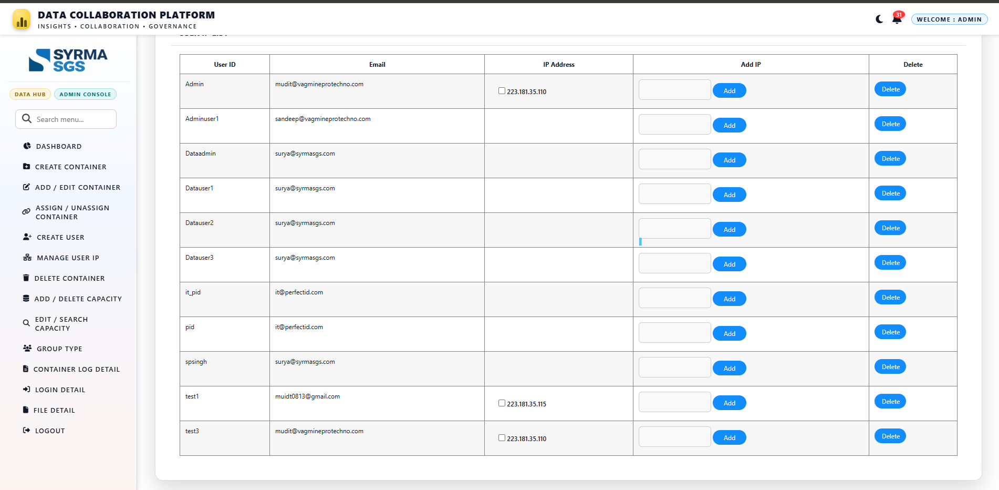 DATA COLLABORATION PLATFORM
INSIGHTS • COLLABORATION • GOVERNANCE
31
WELCOME : ADMIN
SYRMA
SGS
DATA HUB
ADMIN CONSOLE
Search menu...
DASHBOARD
CREATE CONTAINER
ADD / EDIT CONTAINER
ASSIGN / UNASSIGN
CONTAINER
CREATE USER
MANAGE USER IP
DELETE CONTAINER
ADD / DELETE CAPACITY
EDIT / SEARCH
CAPACITY
GROUP TYPE
CONTAINER LOG DETAIL
LOGIN DETAIL
FILE DETAIL
LOGOUT
User ID Email IP Address Add IP Delete
Admin mudit@vagmineprotechno.com 223.181.35.110 Add Delete
Adminuser1 sandeep@vagmineprotechno.com Add Delete
Dataadmin surya@syrmasgs.com Add Delete
Datauser1 surya@syrmasgs.com Add Delete
Datauser2 surya@syrmasgs.com Add Delete
Datauser3 surya@syrmasgs.com Add Delete
it_pid it@perfectid.com Add Delete
pid it@perfectid.com Add Delete
spsingh surya@syrmasgs.com Add Delete
test1 muidt0813@gmail.com 223.181.35.115 Add Delete
test3 mudit@vagmineprotechno.com 223.181.35.110 Add Delete